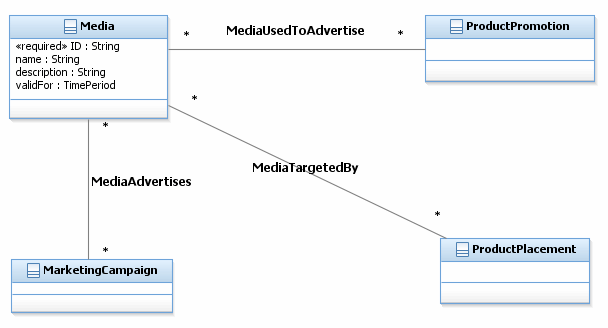 Media
«required» ID : String
name : String
description : String
validFor : TimePeriod
* MediaUsedToAdvertise *
ProductPromotion
*
MediaTargetedBy
*
ProductPlacement
*
MediaAdvertises
*
MarketingCampaign